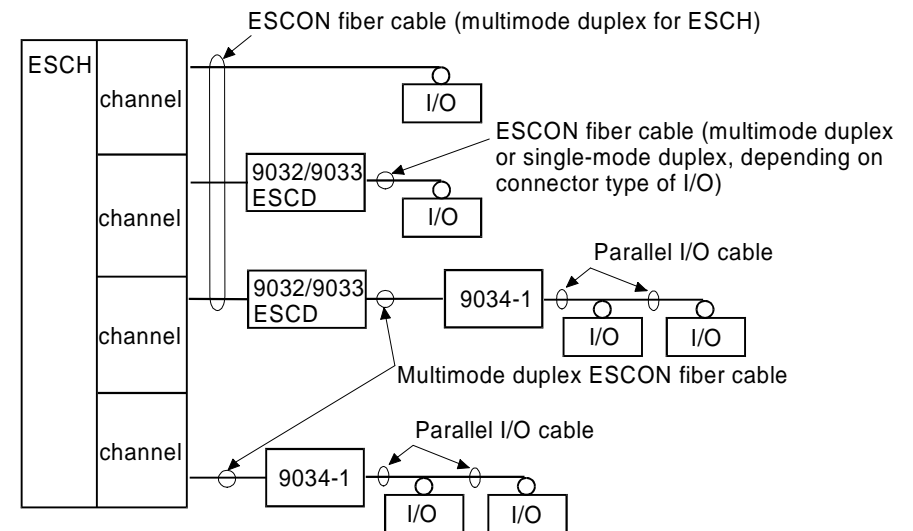 ESCON fiber cable (multimode duplex for ESCH)
ESCH
channel
I/O
ESCON fiber cable (multimode duplex
or single-mode duplex, depending on
connector type of I/O)
9032/9033
ESCD
channel
I/O
Parallel I/O cable
9032/9033
ESCD
9034-1
channel
I/O
I/O
Multimode duplex ESCON fiber cable
Parallel I/O cable
channel
9034-1
I/O
I/O